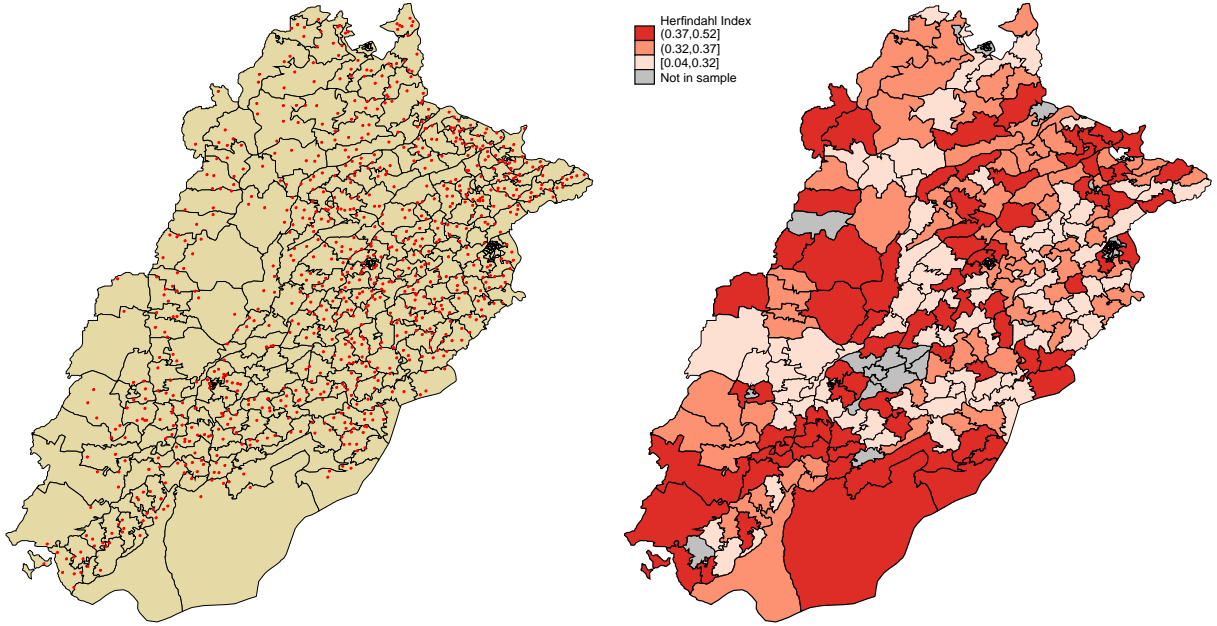 Herfindahl Index
(0.37,0.52]
(0.32,0.37]
[0.04,0.32]
Not in sample